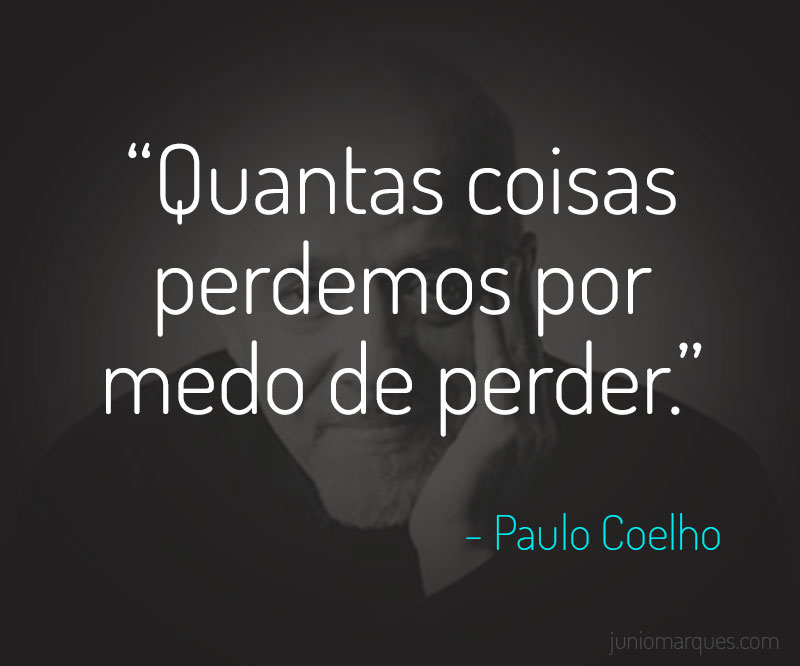 “Quantas coisas
perdemos por
medo de perder.”
- Paulo Coelho
juniomarques.com